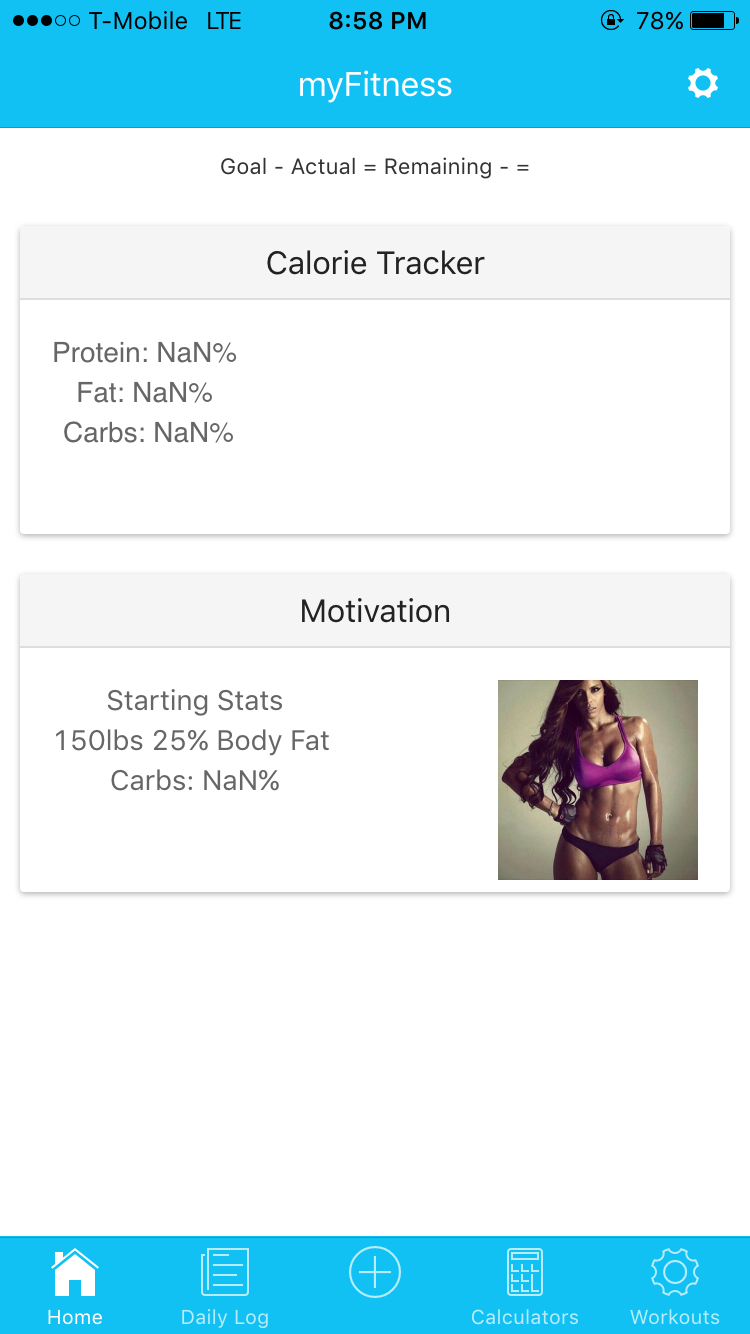 T-Mobile LTE 8:58 PM 78%
myFitness
Goal - Actual = Remaining - =
Calorie Tracker
Protein: NaN%
Fat: NaN%
Carbs: NaN%
Motivation
Starting Stats
150lbs 25% Body Fat
Carbs: NaN%
Home Daily Log Calculators Workouts